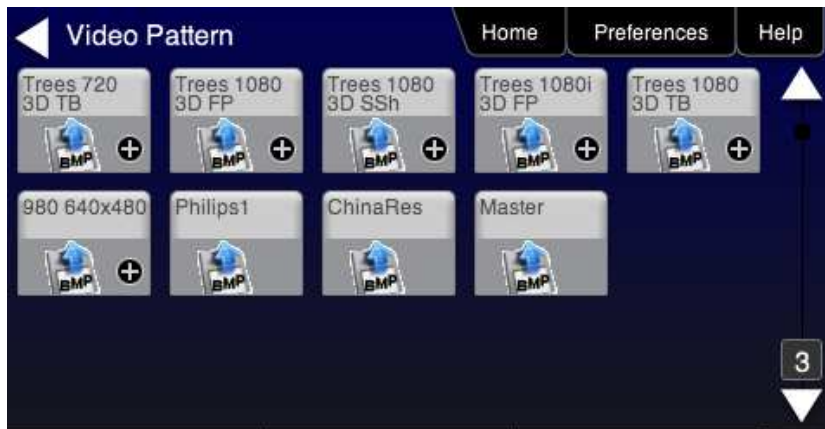 Video Pattern
Home
Preferences
Help
Trees 720
3D TB
BMP
Trees 1080
3D FP
BMP
Trees 1080
3D SSh
BMP
Trees 1080i
3D FP
BMP
Trees 1080
3D TB
BMP
980 640x480
BMP
Philips1
BMP
ChinaRes
BMP
Master
BMP
3